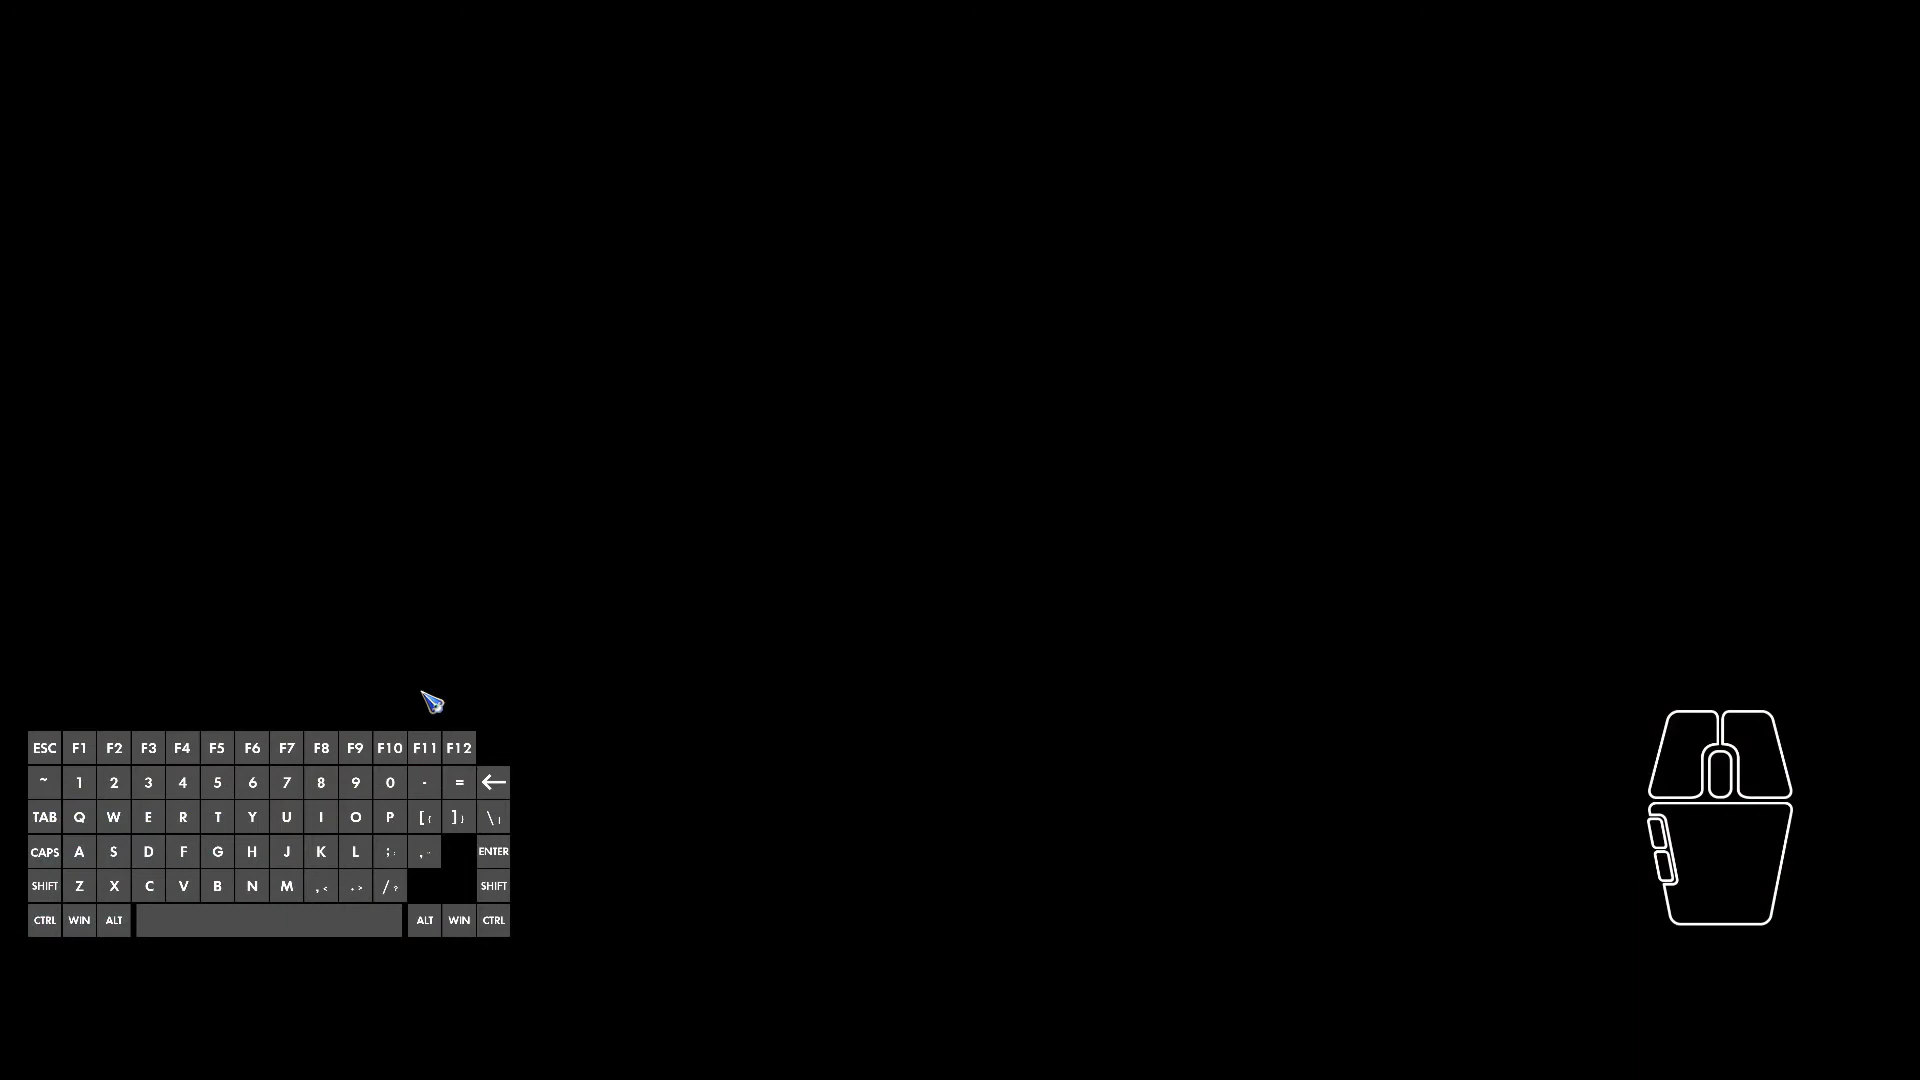 ESC F1 F2 F3 F4 F5 F6 F7 F8 F9 F10 F11 F12
~ 1 2 3 4 5 6 7 8 9 0 - = ←
TAB Q W E R T Y U I O P [{ ]} \|
CAPS A S D F G H J K L ;: ENTER
SHIFT Z X C V B N M ,< .> /? SHIFT
CTRL WIN ALT ALT WIN CTRL